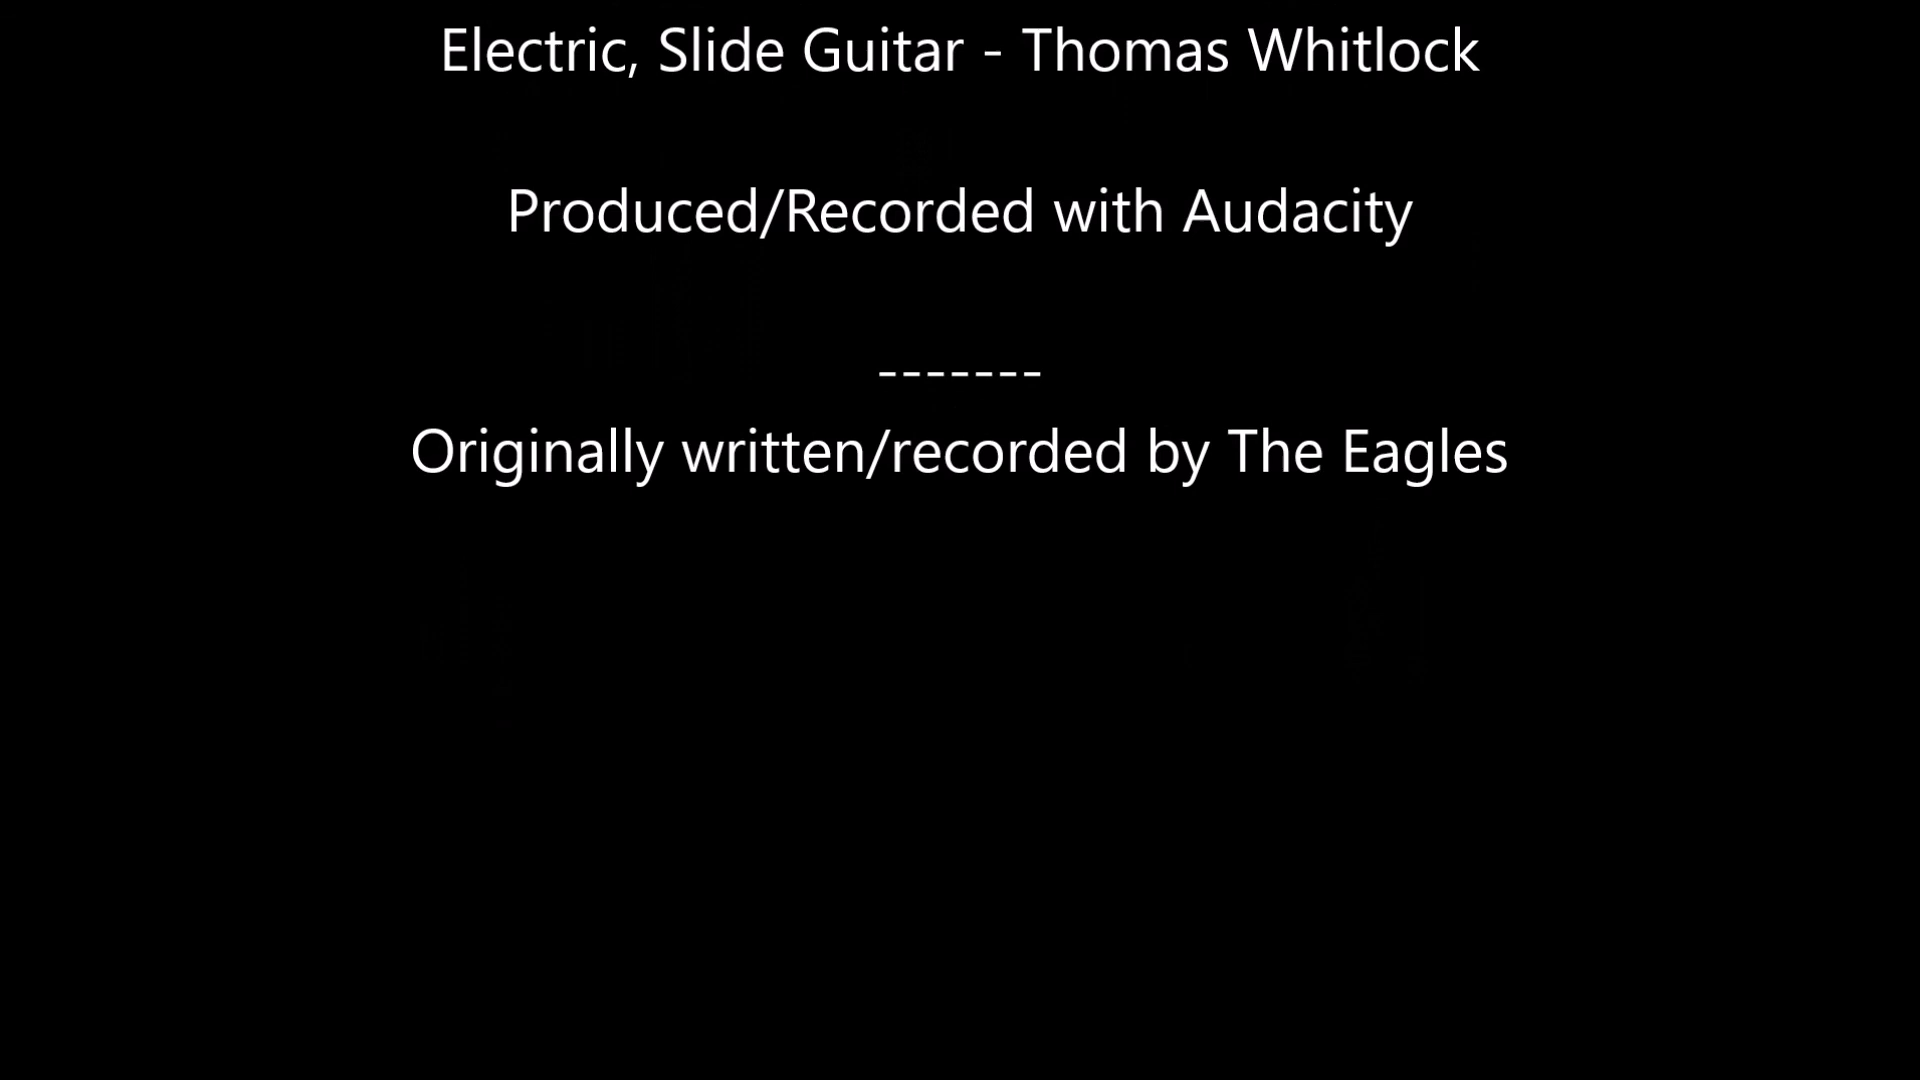 Electric, Slide Guitar - Thomas Whitlock
Produced/Recorded with Audacity
-------
Originally written/recorded by The Eagles